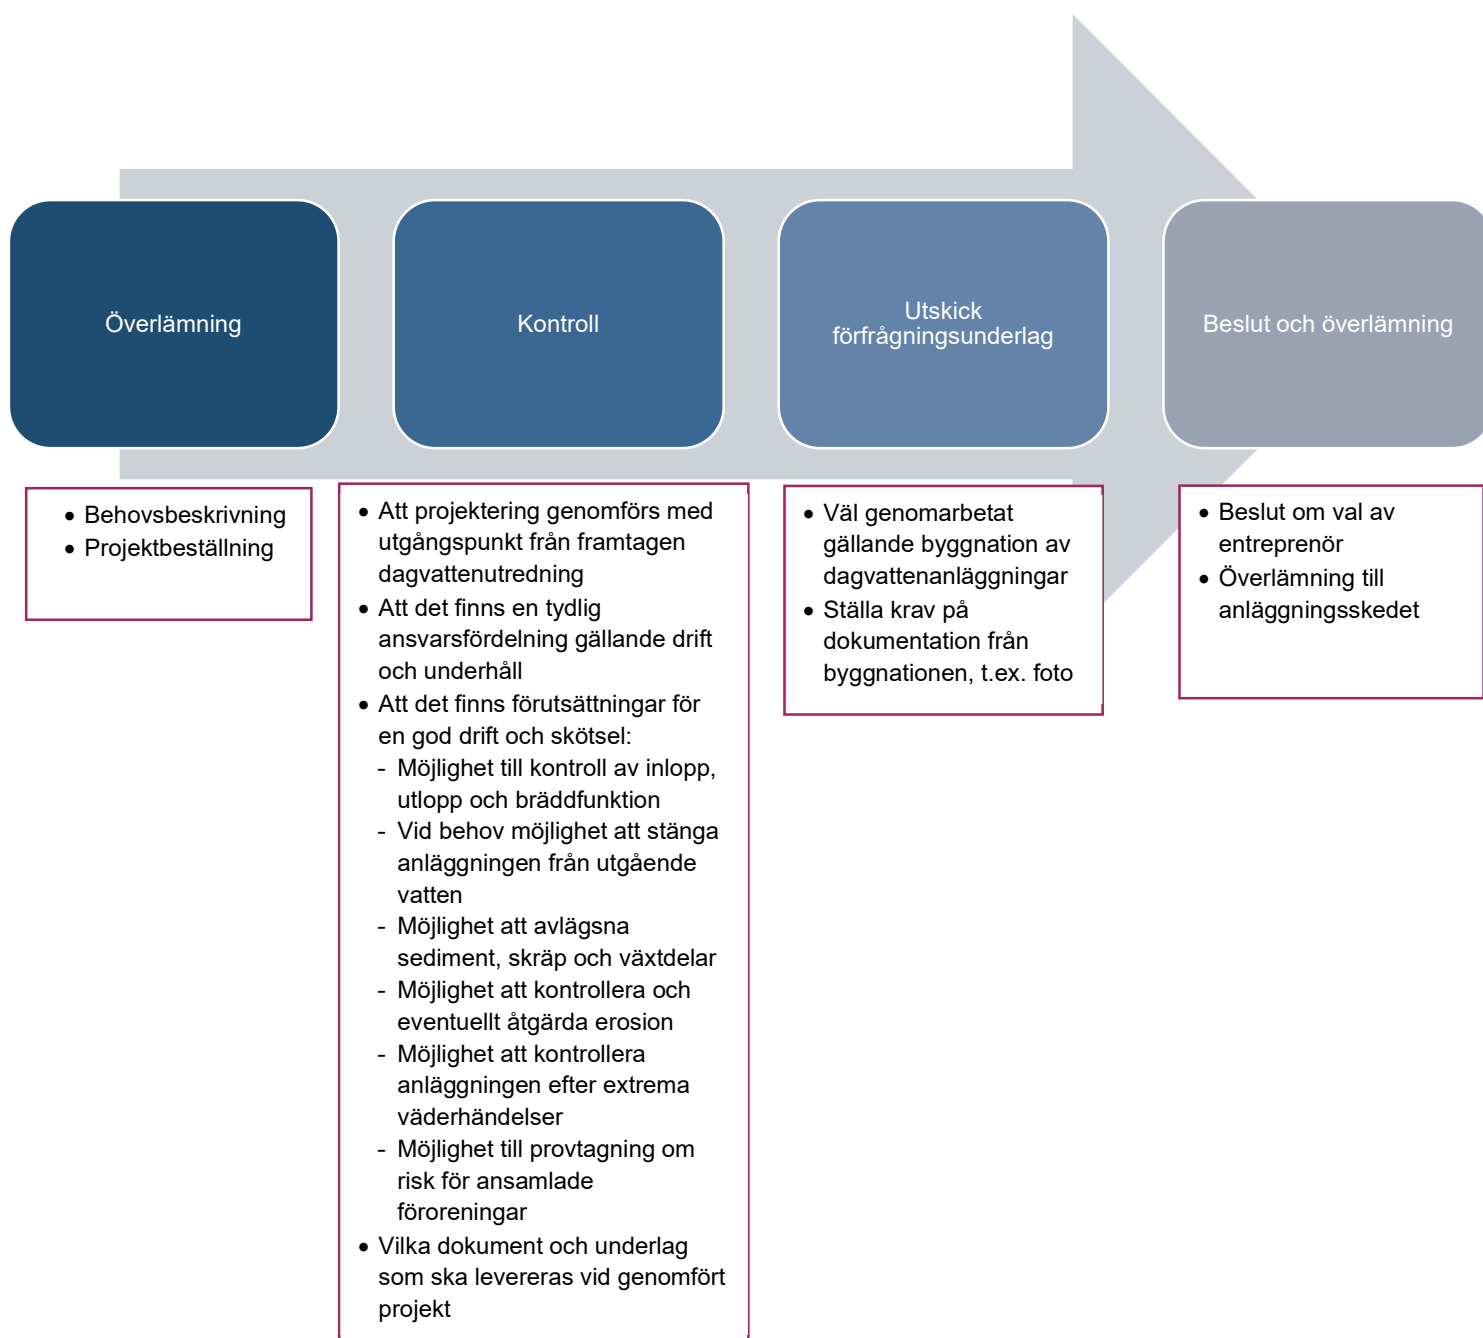 Överlämning
Kontroll
Utskick
förfrågningsunderlag
Beslut och överlämning
• Behovsbeskrivning
• Projektbeställning
• Att projektering genomförs med
utgångspunkt från framtagen
dagvattenutredning
• Att det finns en tydlig
ansvarsfördelning gällande drift
och underhåll
• Att det finns förutsättningar för
en god drift och skötsel:
- Möjlighet till kontroll av inlopp,
utlopp och bräddfunktion
- Vid behov möjlighet att stänga
anläggningen från utgående
vatten
- Möjlighet att avlägsna
sediment, skräp och växtdelar
- Möjlighet att kontrollera och
eventuellt åtgärda erosion
- Möjlighet att kontrollera
anläggningen efter extrema
väderhändelser
- Möjlighet till provtagning om
risk för ansamlade
föroreningar
• Vilka dokument och underlag
som ska levereras vid genomfört
projekt
• Väl genomarbetat
gällande byggnation av
dagvattenanläggningar
• Ställa krav på
dokumentation från
byggnationen, t.ex. foto
• Beslut om val av
entreprenör
• Överlämning till
anläggningsskedet